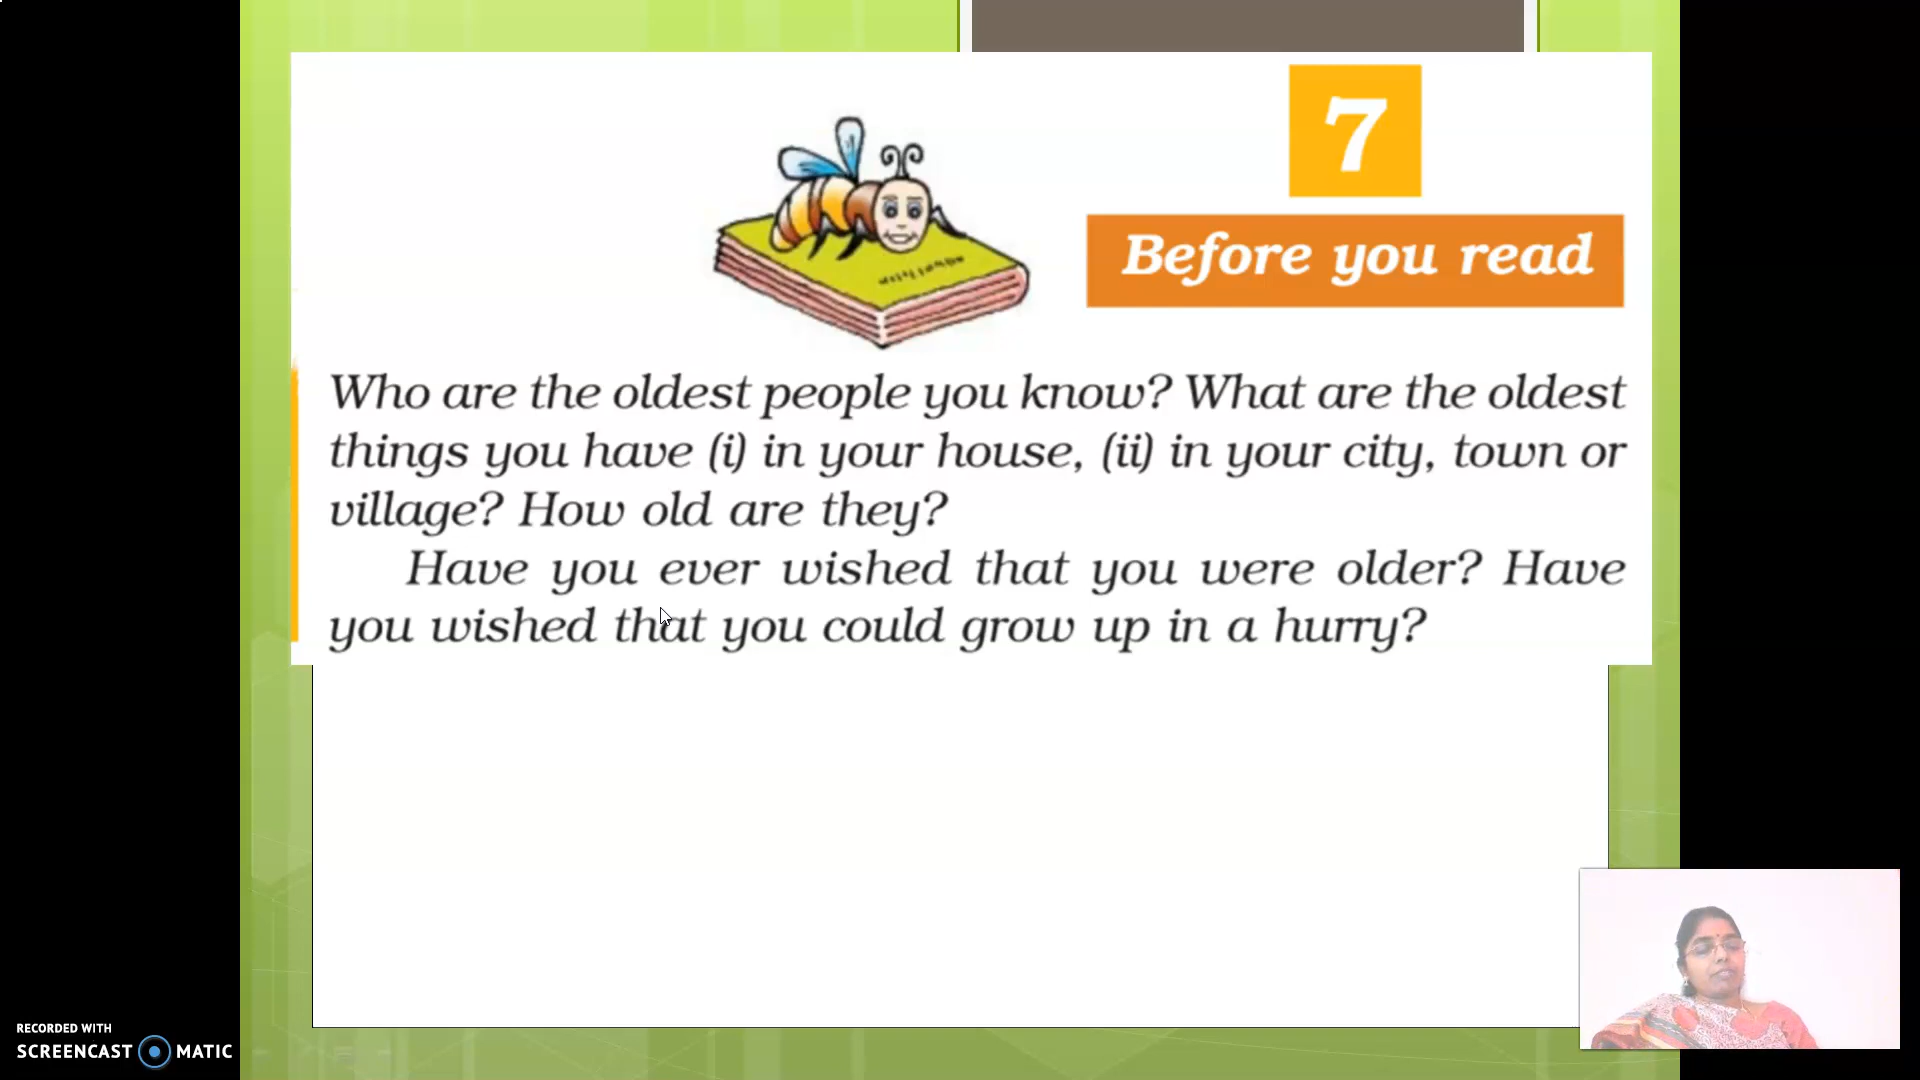 7
Before you read
Who are the oldest people you know? What are the oldest
things you have (i) in your house, (ii) in your city, town or
village? How old are they?
Have you ever wished that you were older? Have
you wished that you could grow up in a hurry?
RECORDED WITH
SCREENCAST MATIC